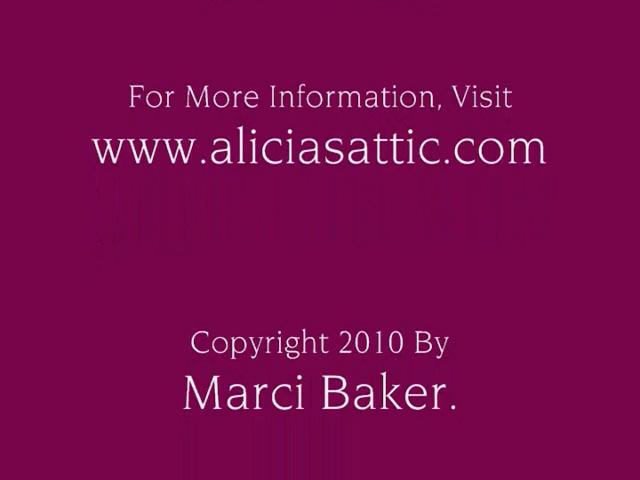 For More Information, Visit
www.aliciasattic.com
Copyright 2010 By
Marci Baker.